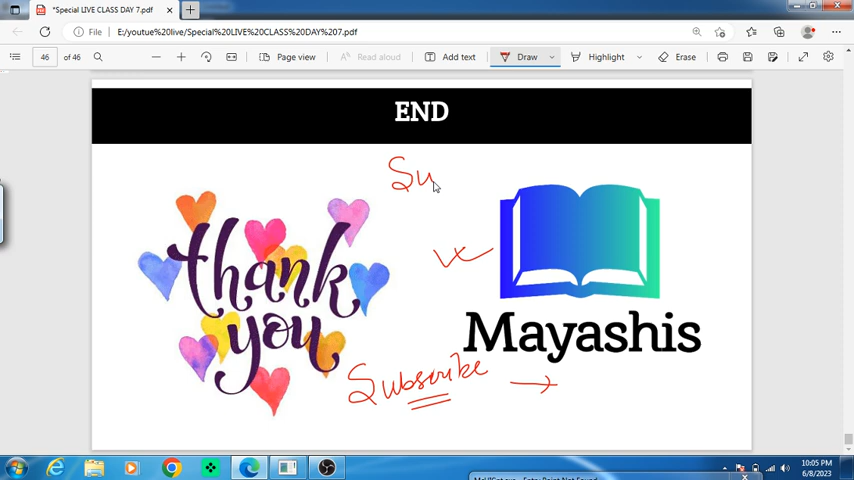 *Special LIVE CLASS DAY 7.pdf
File
E:/youtue%20live/Special%20LIVE%20CLASS%20DAY%207.pdf
46 of 46
Page view
Read aloud
Add text
Draw
Highlight
Erase
END
Su
thank
you
Mayashis
Subscribe
10:05 PM
6/8/2023